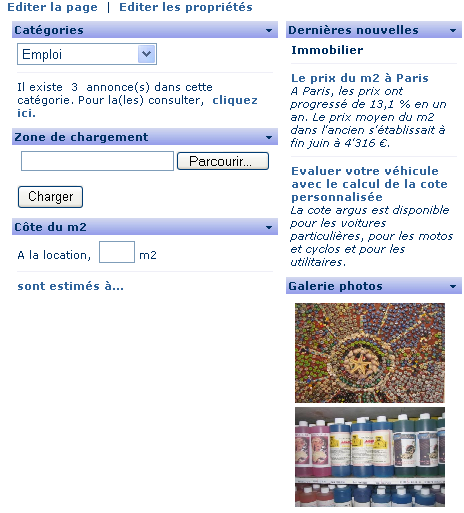 Editer la page | Editer les propriétés
Catégories
Emploi
Il existe 3 annonce(s) dans cette
catégorie. Pour la(les) consulter, cliquez
ici.
Zone de chargement
Parcourir...
Charger
Côte du m2
A la location, m2
sont estimés à...
Dernières nouvelles
Immobilier
Le prix du m2 à Paris
A Paris, les prix ont
progressé de 13,1 % en un
an. Le prix moyen du m2
dans l'ancien s'établissait à
fin juin à 4'316 €.
Evaluer votre véhicule
avec le calcul de la cote
personnalisée
La cote argus est disponible
pour les voitures
particulières, pour les motos
et cyclos et pour les
utilitaires.
Galerie photos